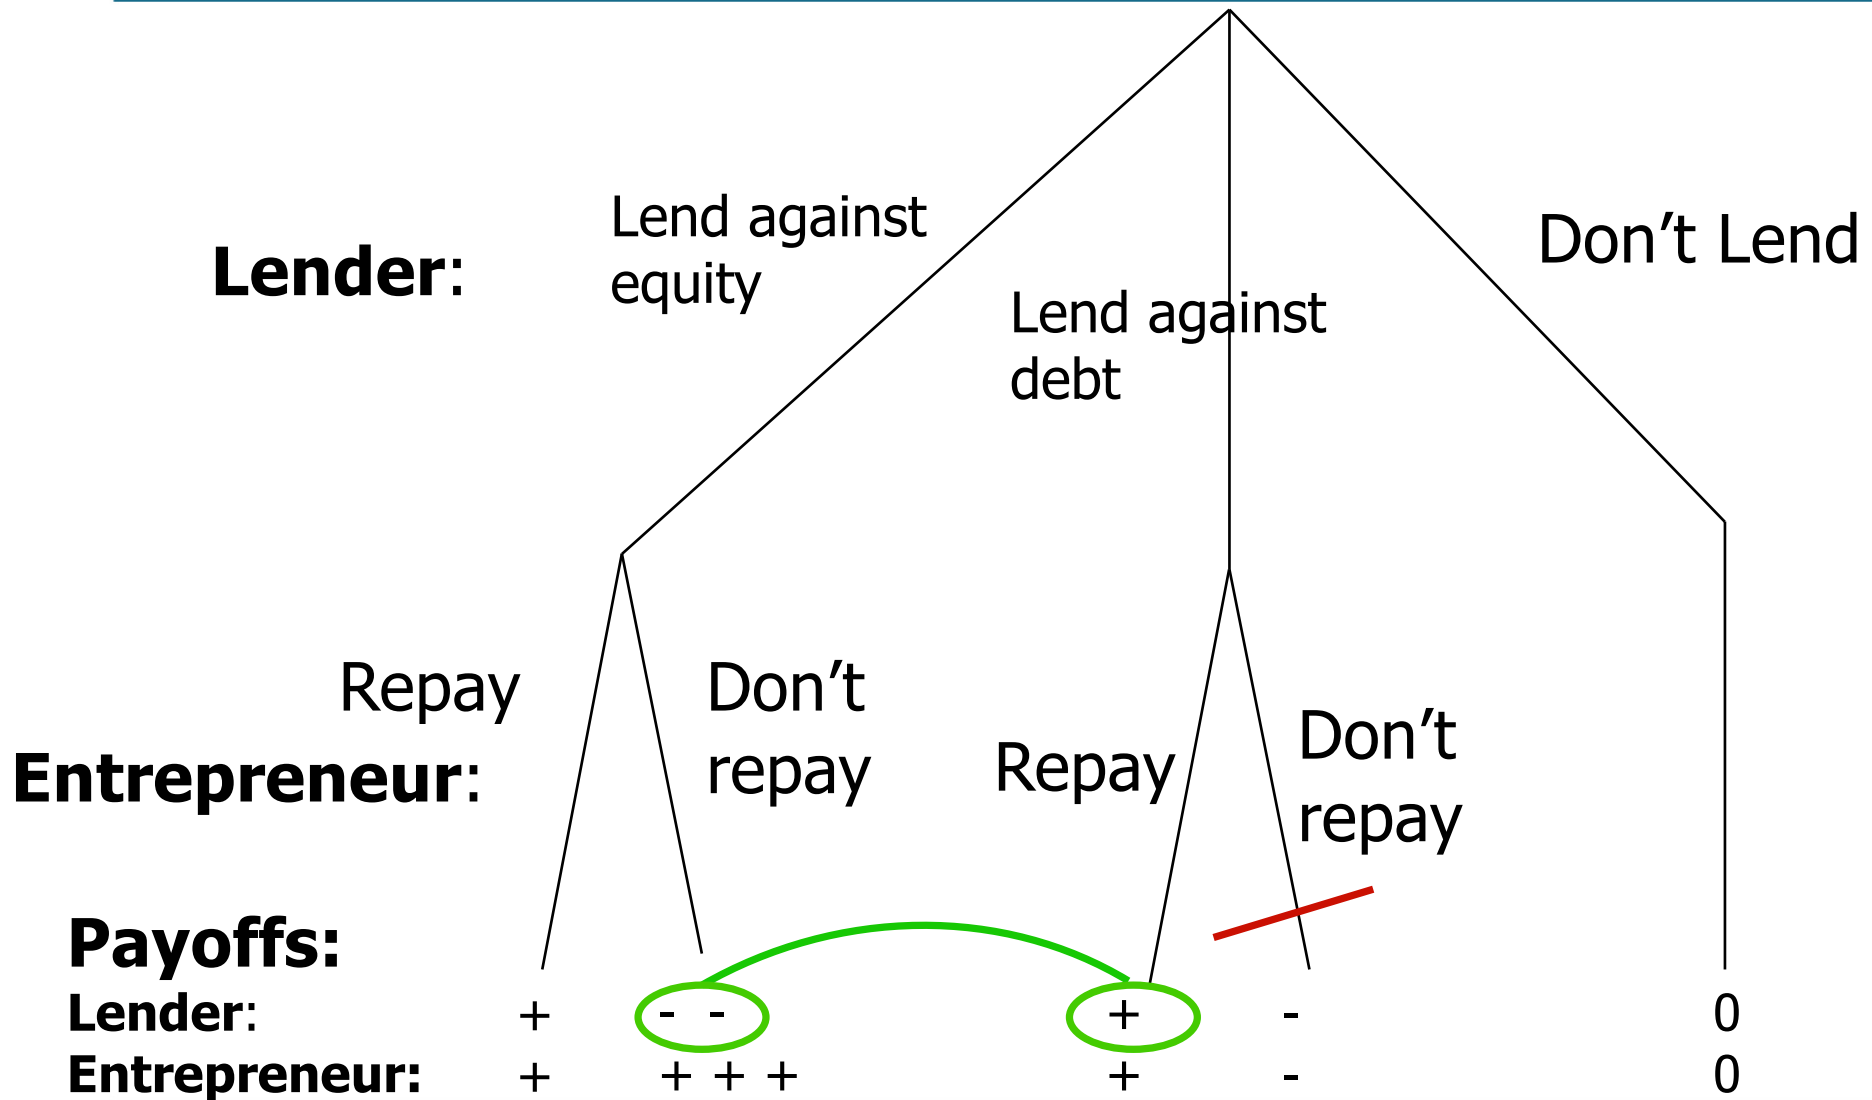 Lend against
equity
Don’t Lend
Lender:
Lend against
debt
Repay
Don’t
repay
Don’t
repay
Repay
Entrepreneur:
Payoffs:
Lender: + - - + - 0
Entrepreneur: + + + + + - 0